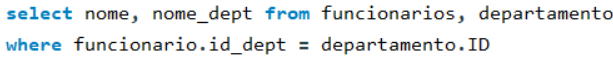 select nome, nome_dept from funcionarios, departamento
where funcionario.id_dept = departamento.ID